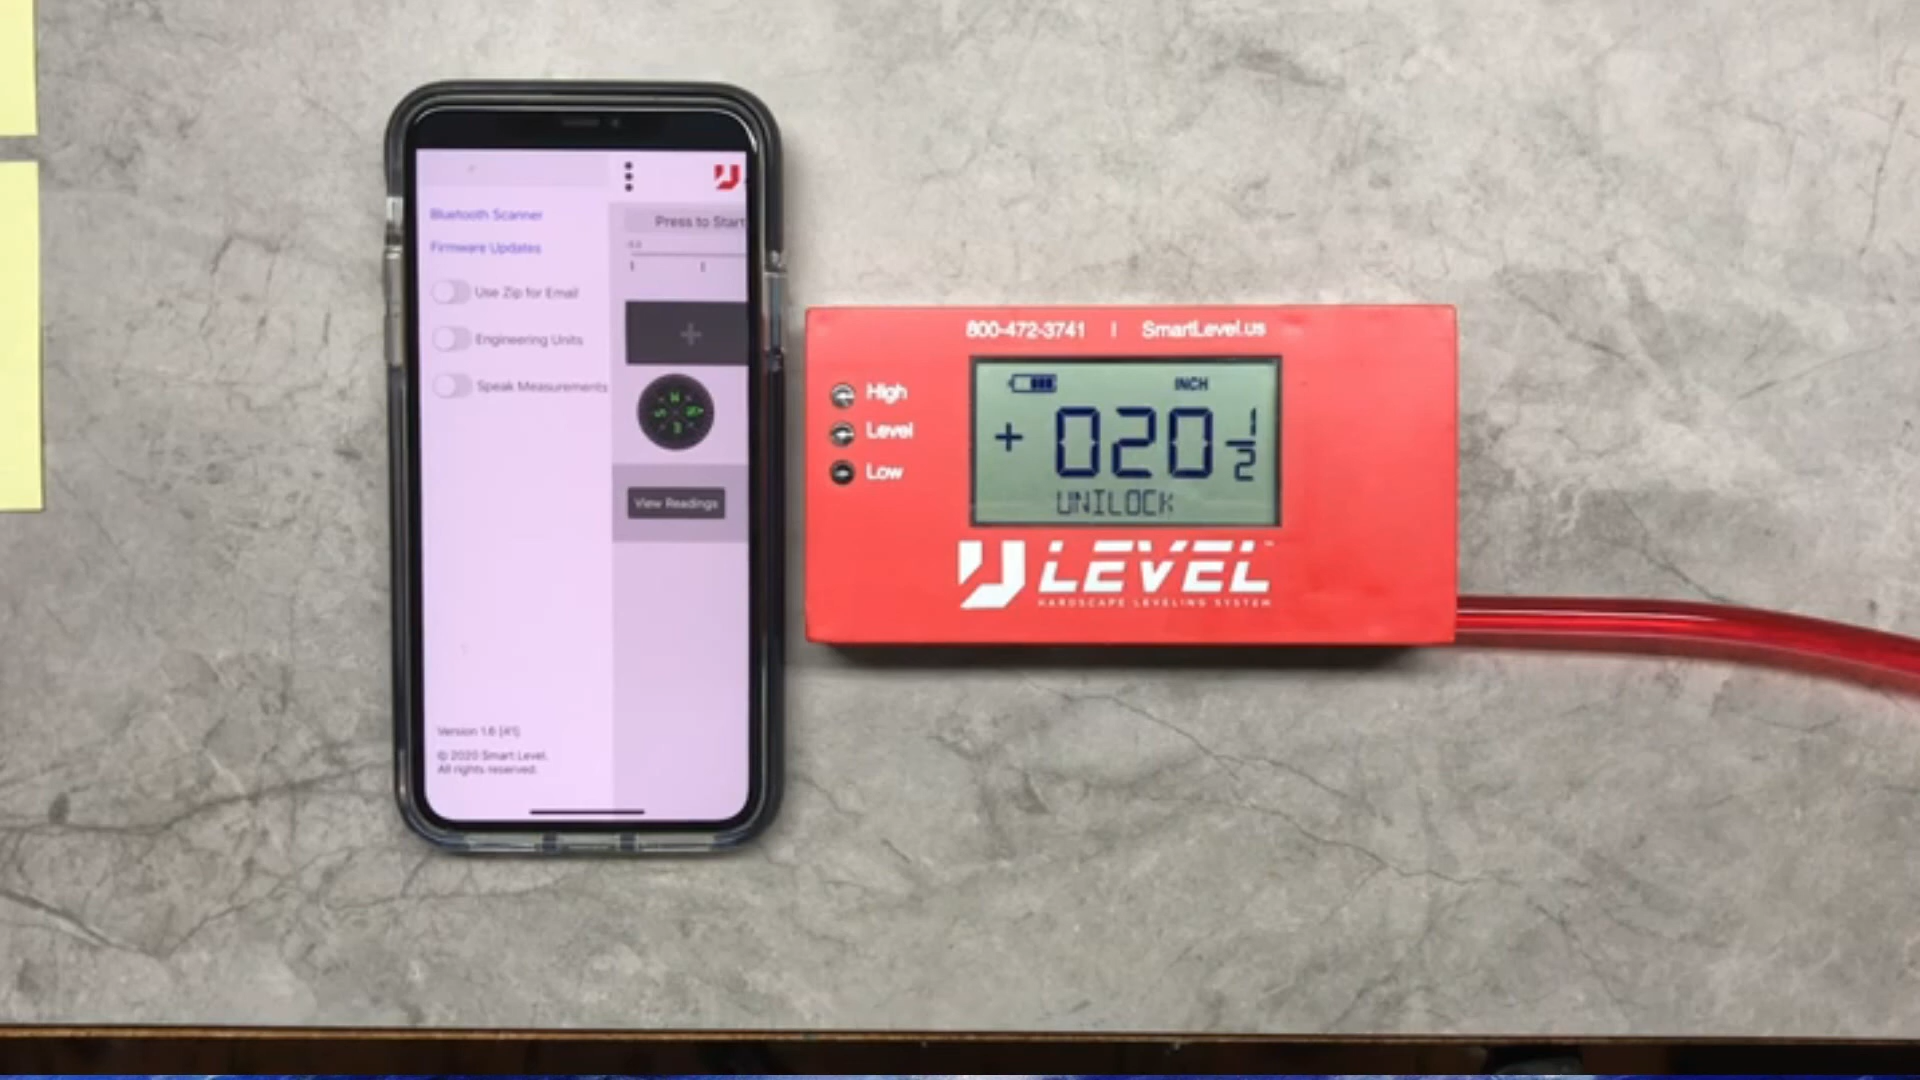 Bluetooth Scanner
Firmware Updates
Use Zip for Email
Engineering Units
Speak Measurements
Version 1.6 (41)
© 2020 Smart Level.
All rights reserved.
Press to Start
+
View Readings
800-472-3741 | SmartLevel.us
High
Level
Low
INCH
+ 020 1/2
UNILOCK
LEVEL™
HARDSCAPE LEVELING SYSTEM